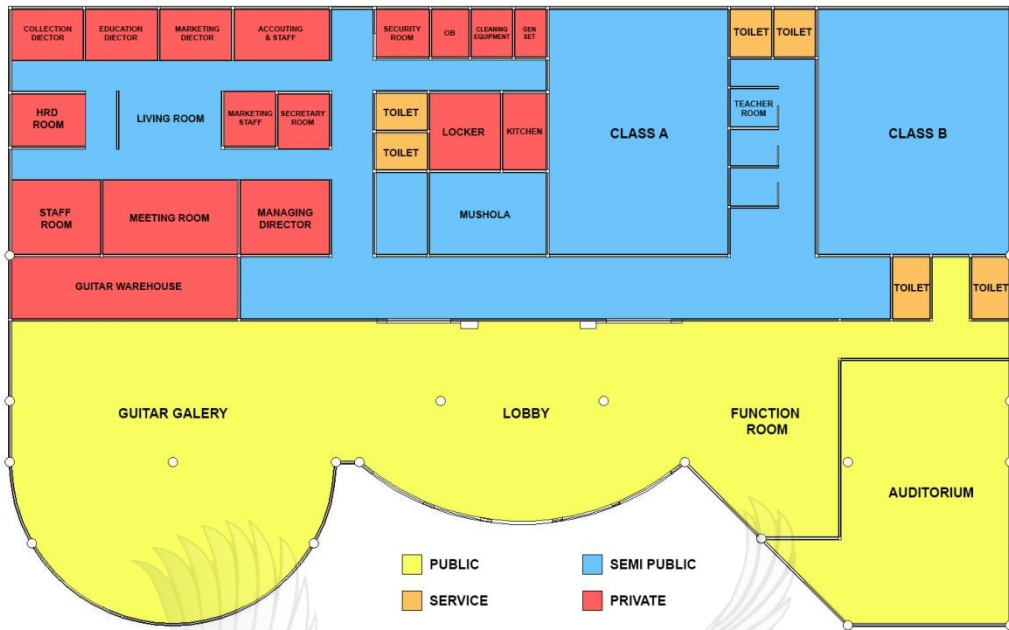 COLLECTION
DIECTOR
EDUCATION
DIECTOR
MARKETING
DIECTOR
ACCOUTING
& STAFF
SECURITY
ROOM
OB
CLEANING
EQUIPMENT
GEN
SET
TOILET
TOILET
HRD
ROOM
LIVING ROOM
MARKETING
STAFF
SECRETARY
ROOM
TOILET
TOILET
LOCKER
KITCHEN
CLASS A
TEACHER
ROOM
CLASS B
STAFF
ROOM
MEETING ROOM
MANAGING
DIRECTOR
MUSHOLA
GUITAR WAREHOUSE
TOILET
TOILET
GUITAR GALERY
LOBBY
FUNCTION
ROOM
AUDITORIUM
PUBLIC
SEMI PUBLIC
SERVICE
PRIVATE